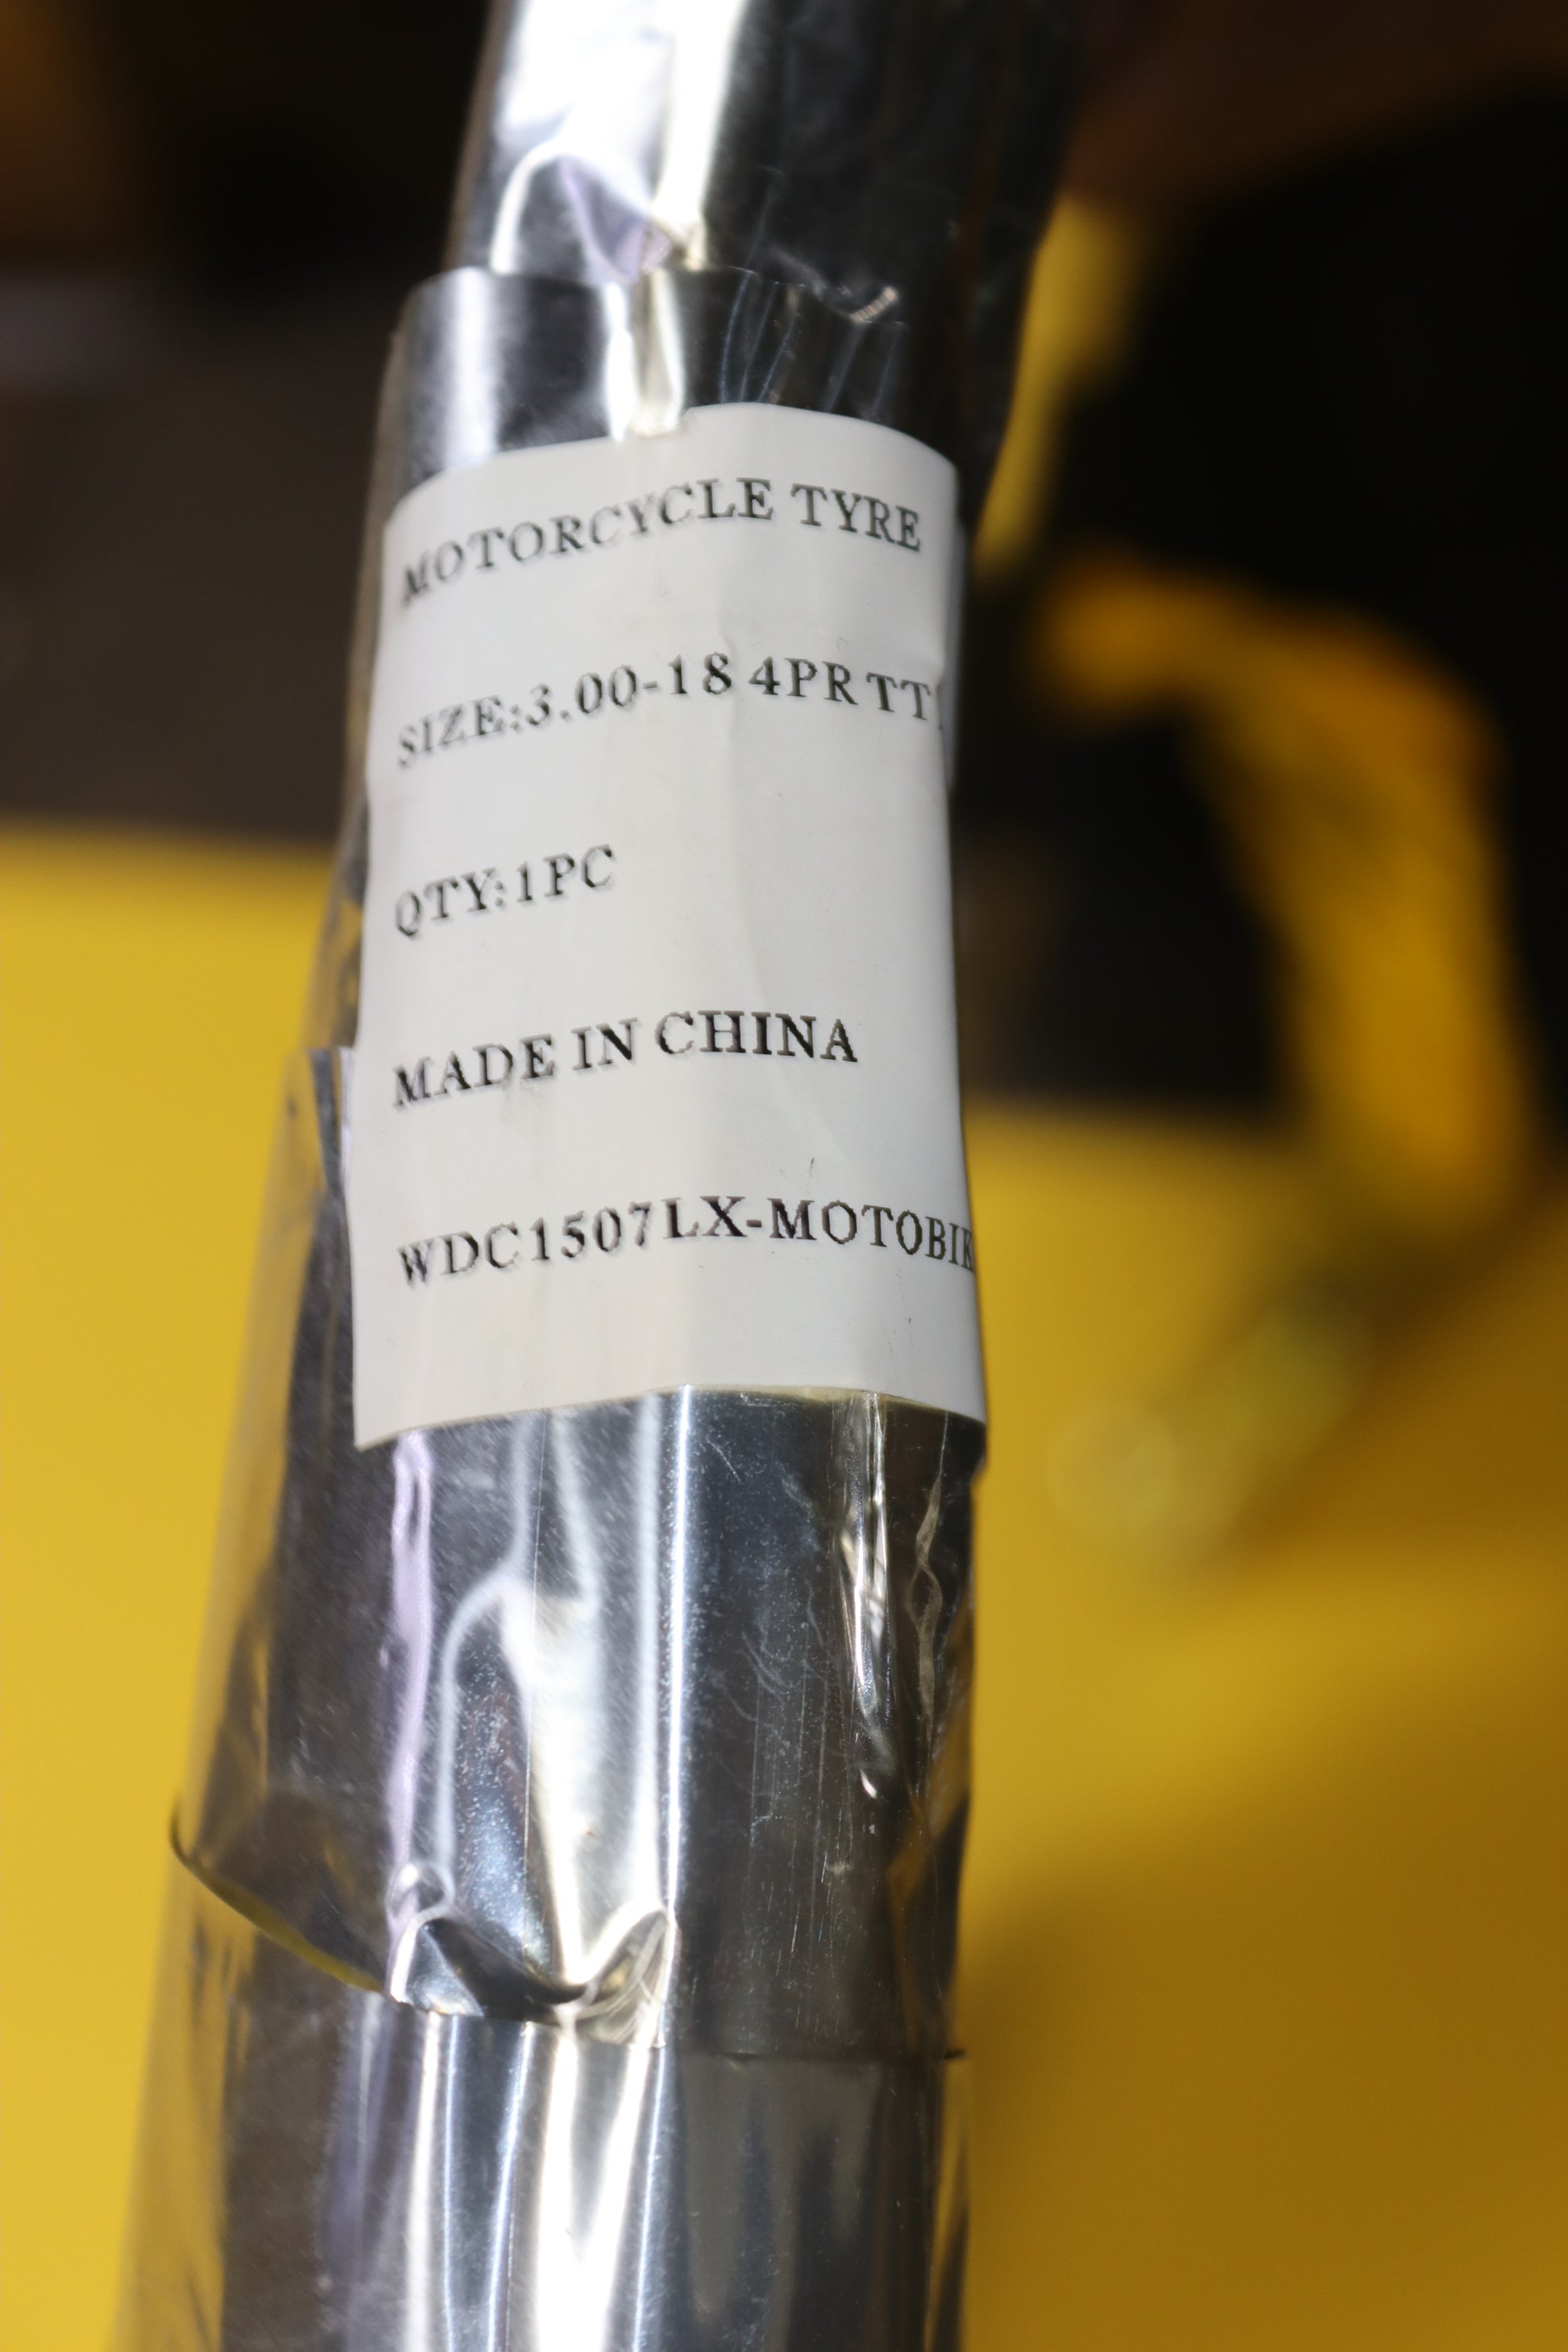 MOTORCYCLE TYRE
SIZE:3.00-18 4PR TT
QTY:1PC
MADE IN CHINA
WDC1507LX-MOTOBIK